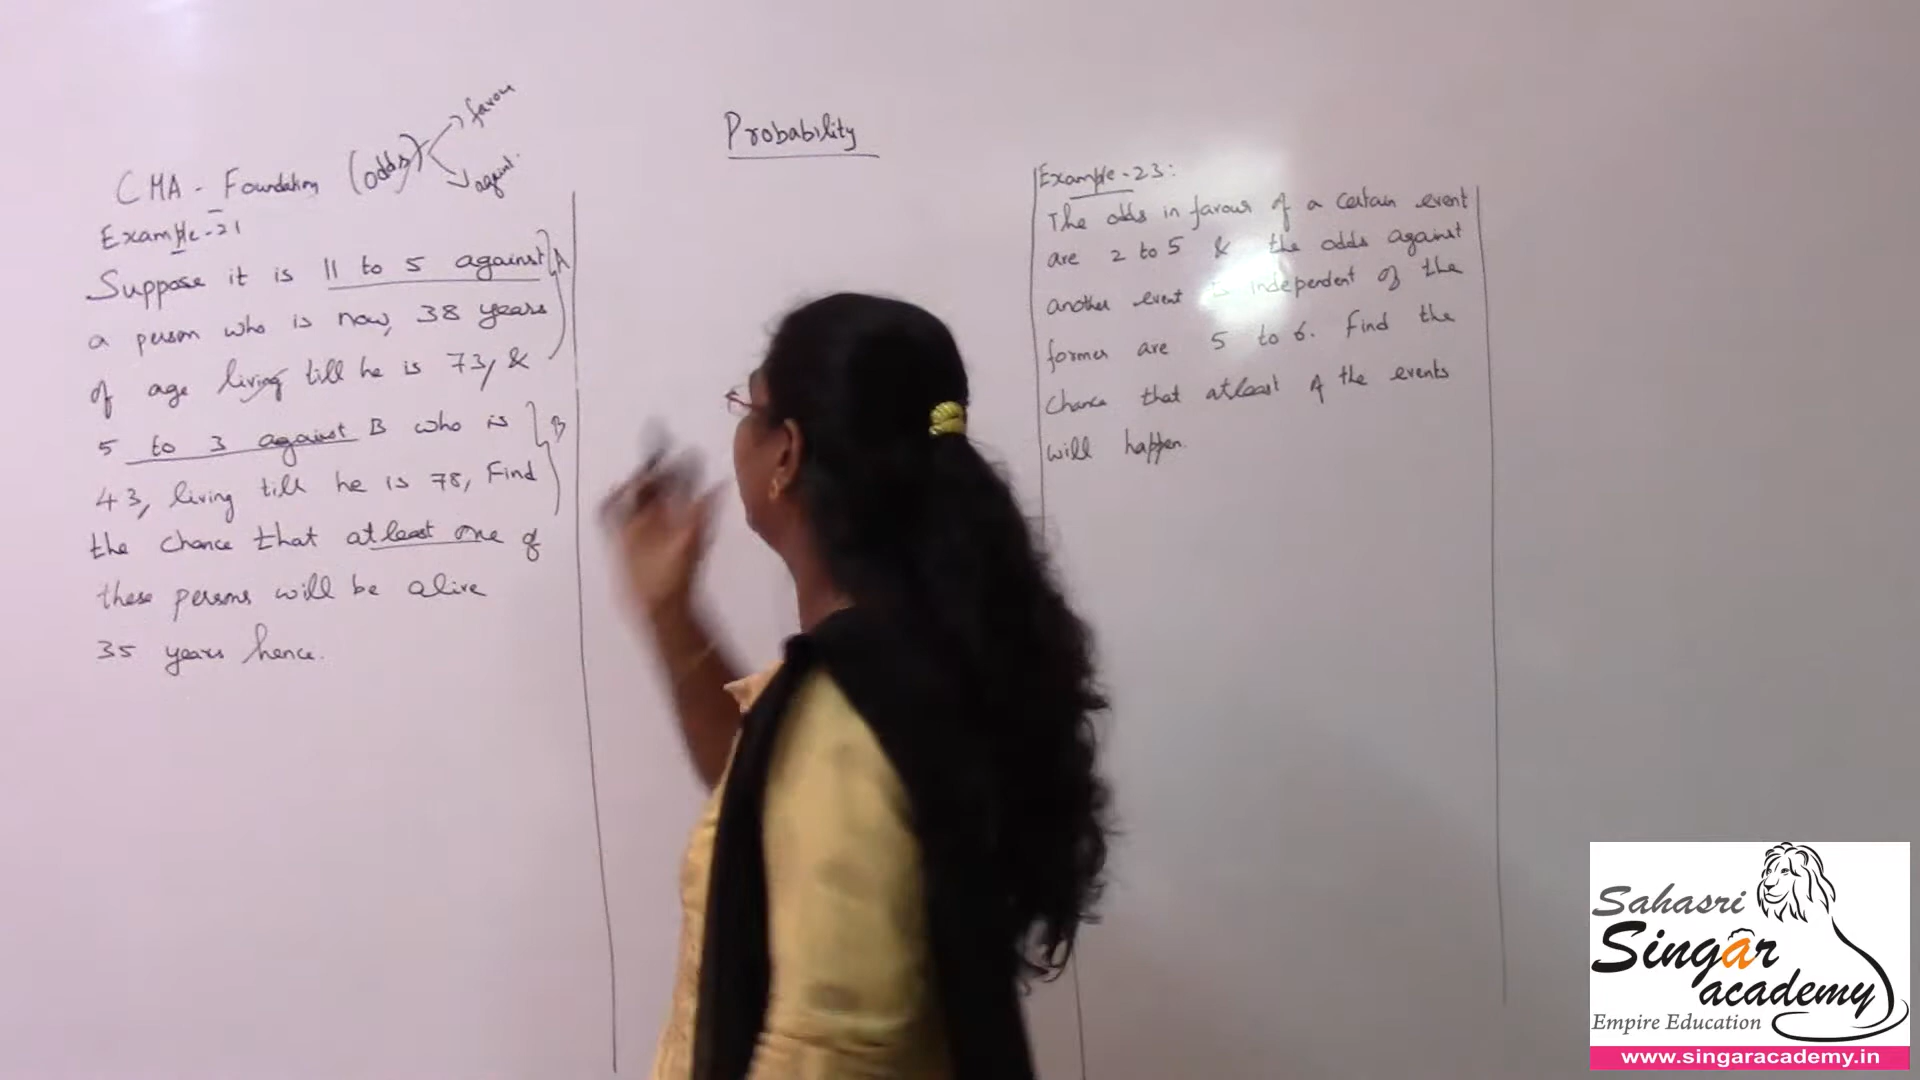 CMA - Foundation (odds) favour
against.
Example-21
Suppose it is 11 to 5 against A
a person who is now, 38 years
of age living till he is 73, &
5 to 3 against B who is B
43, living till he is 78, Find
the chance that atleast one of
these persons will be alive
35 years hence.
Probability
Example-23:
The odds in favour of a certain event
are 2 to 5 & the odds against
another event independent of the
former are 5 to 6. Find the
chance that atleast of the events
will happen.
Sahasri
Singar
academy
Empire Education
www.singaracademy.in